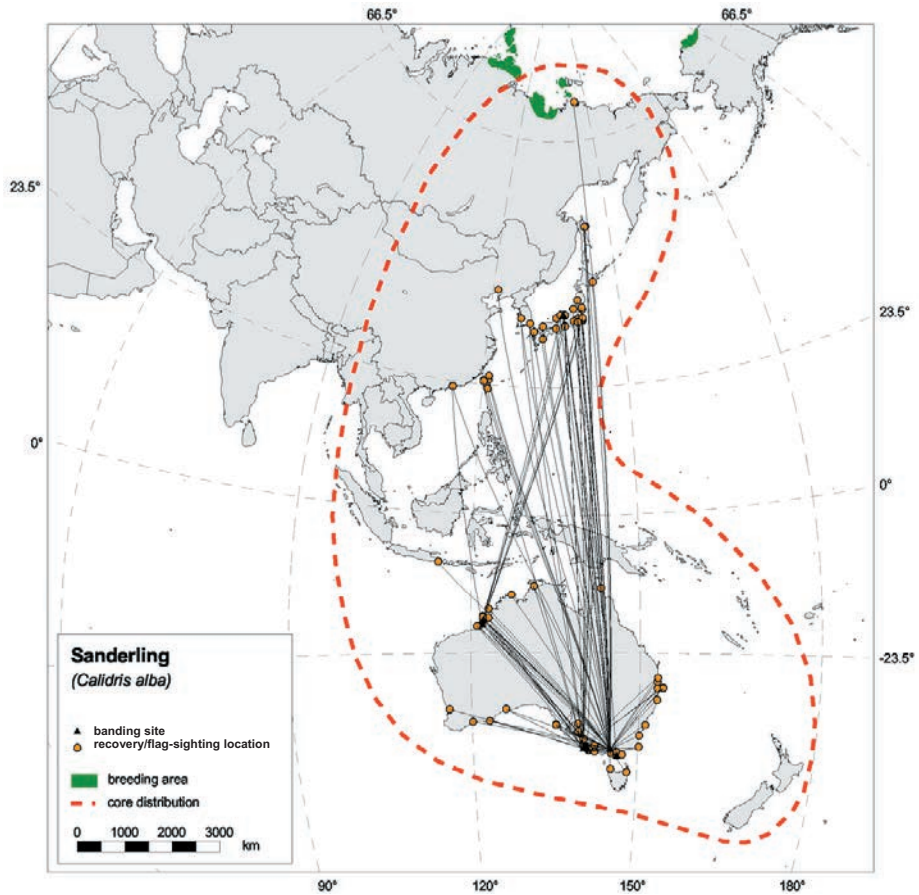 66.5°
66.5°
23.5°
23.5°
0°
0°
-23.5°
Sanderling
(Calidris alba)
banding site
recovery/flag-sighting location
breeding area
core distribution
0 1000 2000 3000
km
90°
120°
150°
180°